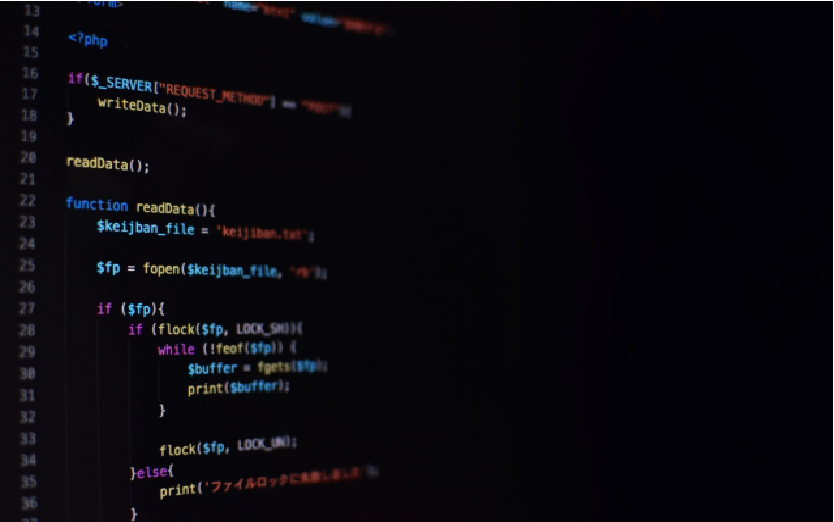 13
14 <?php
15
16 if($_SERVER["REQUEST_METHOD"] == "POST"){
17 writeData();
18 }
19
20 readData();
21
22 function readData(){
23 $keijban_file = 'keijiban.txt';
24
25 $fp = fopen($keijban_file, 'rb');
26
27 if ($fp){
28 if (flock($fp, LOCK_SH)){
29 while (!feof($fp)) {
30 $buffer = fgets($fp);
31 print($buffer);
32 }
33
34 flock($fp, LOCK_UN);
35 }else{
36 print('ファイルロックに失敗しました');
37 }